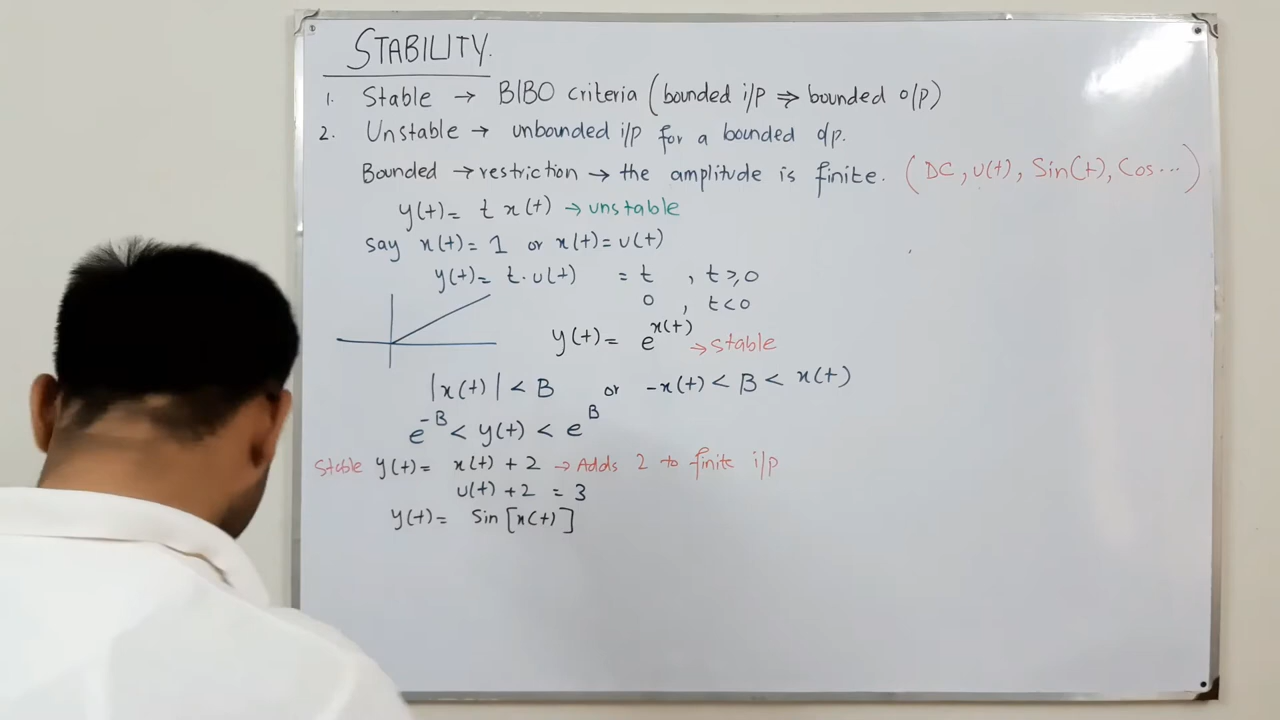 STABILITY.
1. Stable → BIBO criteria (bounded i/p ⇒ bounded o/p)
2. Unstable → unbounded i/p for a bounded o/p.
Bounded → restriction → the amplitude is finite. (DC, u(t), Sin(t), Cos...)
y(t) = t x(t) → unstable
say x(t) = 1 or x(t) = u(t)
y(t) = t·u(t) = t , t ≥ 0
0 , t < 0
y(t) = e^x(t) → stable
|x(t)| < B or -x(t) < B < x(t)
e^-B < y(t) < e^B
Stable y(t) = x(t) + 2 → Adds 2 to finite i/p
u(t) + 2 = 3
y(t) = Sin [x(t)]